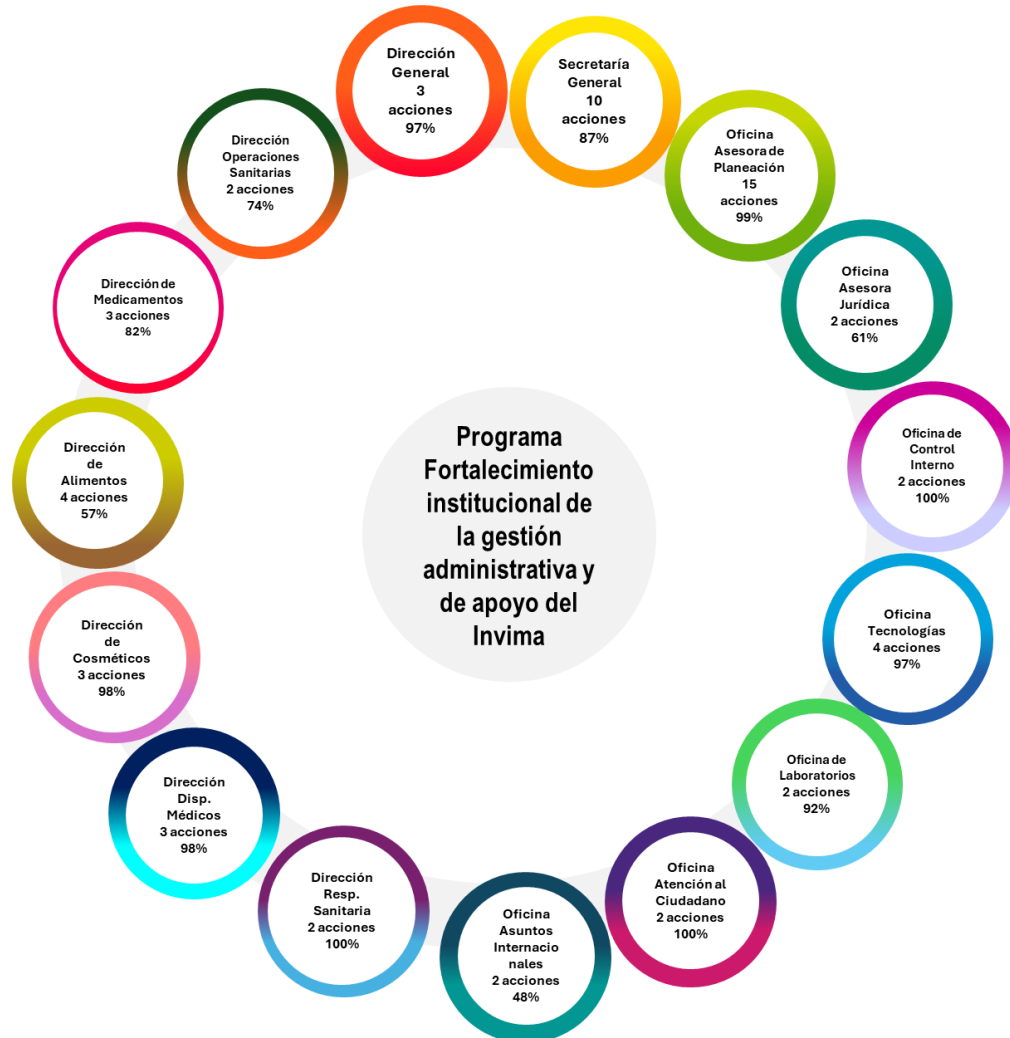 Dirección
General
3
acciones
97%
Secretaría
General
10
acciones
87%
Oficina
Asesora de
Planeación
15
acciones
99%
Oficina
Asesora
Jurídica
2 acciones
61%
Oficina de
Control
Interno
2 acciones
100%
Oficina
Tecnologías
4 acciones
97%
Oficina de
Laboratorios
2 acciones
92%
Oficina
Atención al
Ciudadano
2 acciones
100%
Oficina
Asuntos
Internacio
nales
2 acciones
48%
Dirección
Resp.
Sanitaria
2 acciones
100%
Dirección
Disp.
Médicos
3 acciones
98%
Dirección
de
Cosméticos
3 acciones
98%
Dirección
de
Alimentos
4 acciones
57%
Dirección de
Medicamentos
3 acciones
82%
Dirección
Operaciones
Sanitarias
2 acciones
74%
Programa
Fortalecimiento
institucional de
la gestión
administrativa y
de apoyo del
Invima